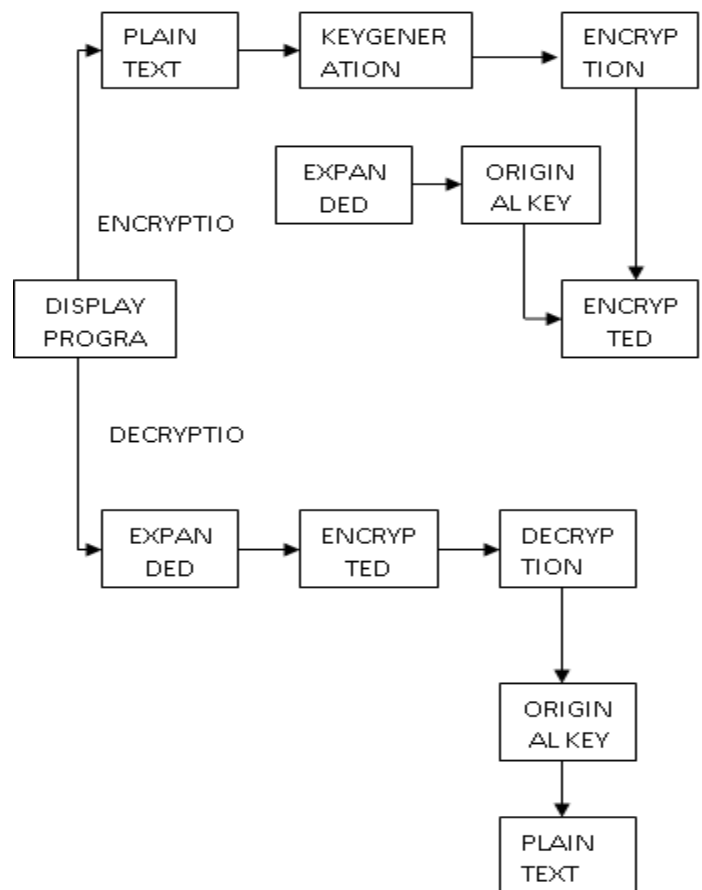 PLAIN
TEXT
KEYGENER
ATION
ENCRYP
TION
EXPAN
DED
ORIGIN
AL KEY
ENCRYPTIO
DISPLAY
PROGRA
ENCRYP
TED
DECRYPTIO
EXPAN
DED
ENCRYP
TED
DECRYP
TION
ORIGIN
AL KEY
PLAIN
TEXT